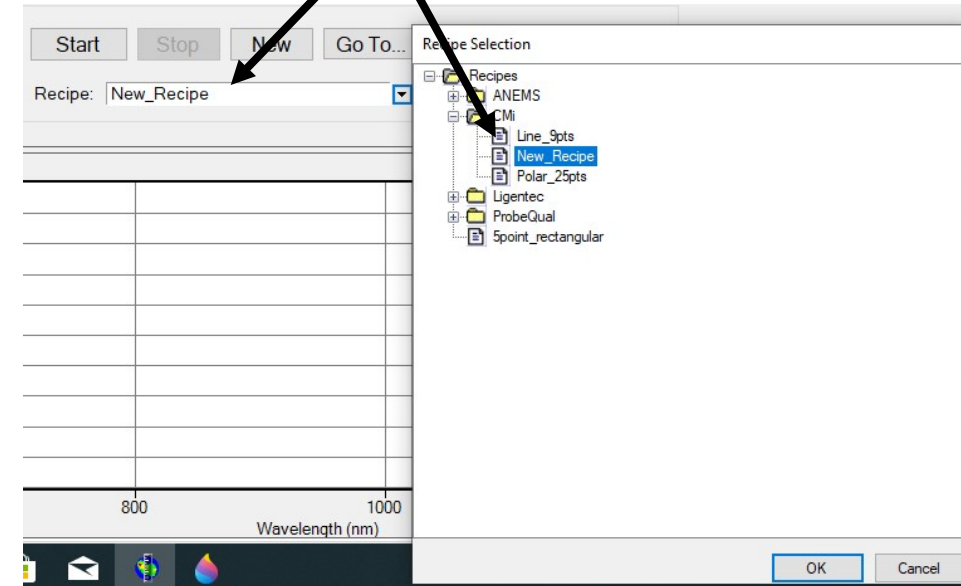 Start Stop New Go To...
Recipe: New_Recipe
800 1000
Wavelength (nm)
Recipe Selection
Recipes
ANEMS
CMi
Line_9pts
New_Recipe
Polar_25pts
Ligentec
ProbeQual
5point_rectangular
OK Cancel